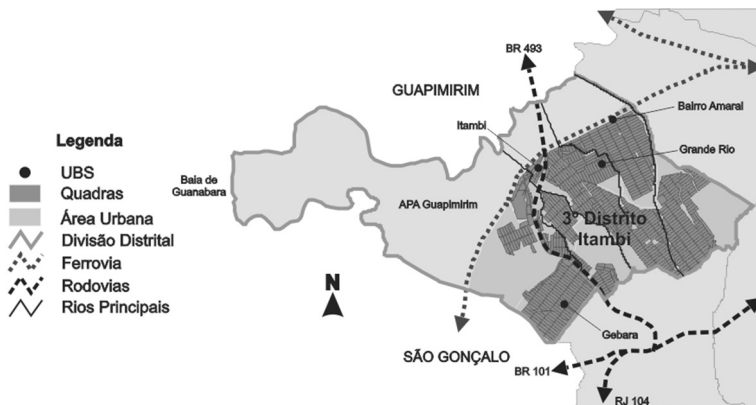 Legenda
UBS
Quadras
Área Urbana
Divisão Distrital
Ferrovia
Rodovias
Rios Principais
BR 493
GUAPIMIRIM
Itambi
Bairro Amaral
Grande Rio
Baia de
Guanabara
APA Guapimirim
3º Distrito
Itambi
N
Gebara
SÃO GONÇALO
BR 101
RJ 104